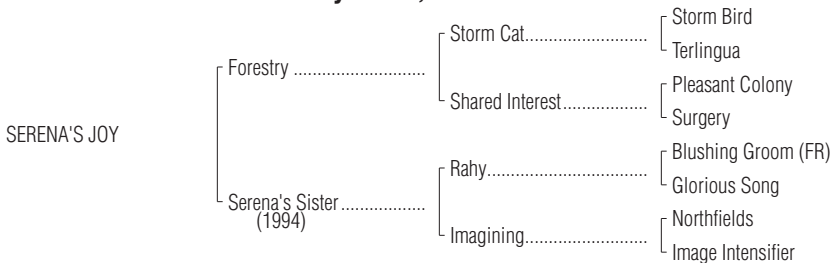 Storm Bird
Storm Cat................................
Terlingua
Forestry ............................
Pleasant Colony
Shared Interest..................
Surgery
SERENA'S JOY
Blushing Groom (FR)
Rahy..................................
Glorious Song
Serena's Sister..................
(1994)
Northfields
Imagining..........................
Image Intensifier